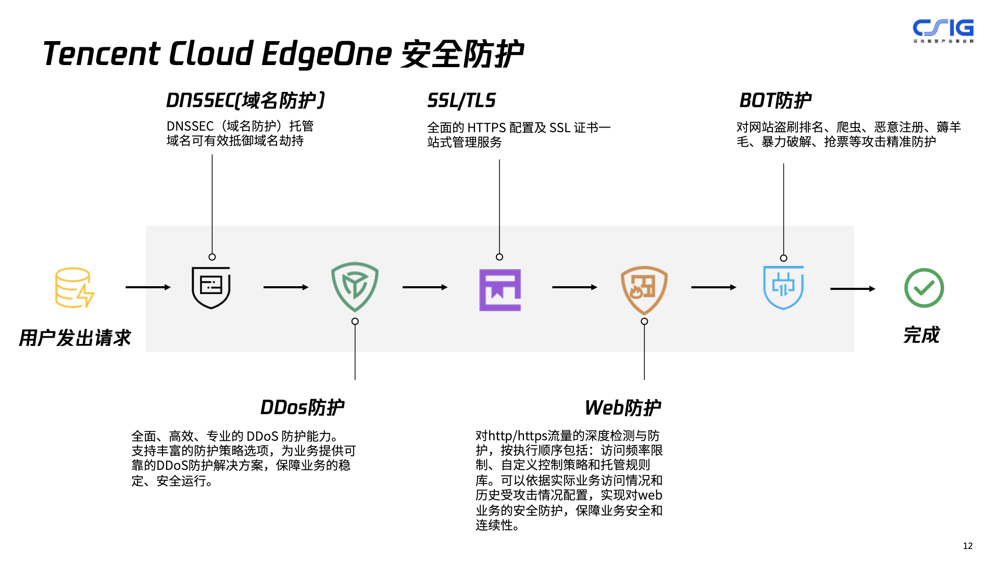 CSIG
云与智慧产业事业群
Tencent Cloud EdgeOne 安全防护
DNSSEC(域名防护)
DNSSEC（域名防护）托管
域名可有效抵御域名劫持
SSL/TLS
全面的 HTTPS 配置及 SSL 证书一
站式管理服务
BOT防护
对网站盗刷排名、爬虫、恶意注册、薅羊
毛、暴力破解、抢票等攻击精准防护
用户发出请求
完成
DDos防护
全面、高效、专业的 DDoS 防护能力。
支持丰富的防护策略选项，为业务提供可
靠的DDoS防护解决方案，保障业务的稳
定、安全运行。
Web防护
对http/https流量的深度检测与防
护，按执行顺序包括：访问频率限
制、自定义控制策略和托管规则
库。可以依据实际业务访问情况和
历史受攻击情况配置，实现对web
业务的安全防护，保障业务安全和
连续性。
12